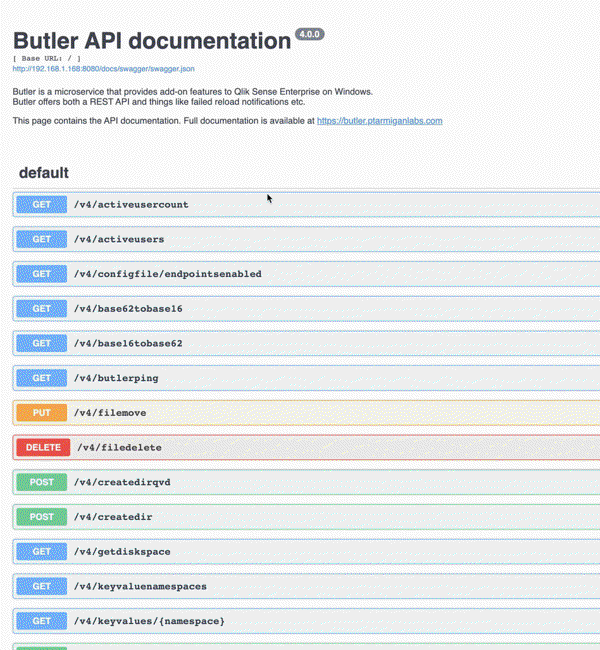 Butler API documentation 4.0.0
[ Base URL: / ]
http://192.168.1.168:8080/docs/swagger/swagger.json
Butler is a microservice that provides add-on features to Qlik Sense Enterprise on Windows.
Butler offers both a REST API and things like failed reload notifications etc.
This page contains the API documentation. Full documentation is available at https://butler.ptarmiganlabs.com
default
GET /v4/activeusercount
GET /v4/activeusers
GET /v4/configfile/endpointsenabled
GET /v4/base62tobase16
GET /v4/base16tobase62
GET /v4/butlerping
PUT /v4/filemove
DELETE /v4/filedelete
POST /v4/createdirqvd
POST /v4/createdir
GET /v4/getdiskspace
GET /v4/keyvaluenamespaces
GET /v4/keyvalues/{namespace}